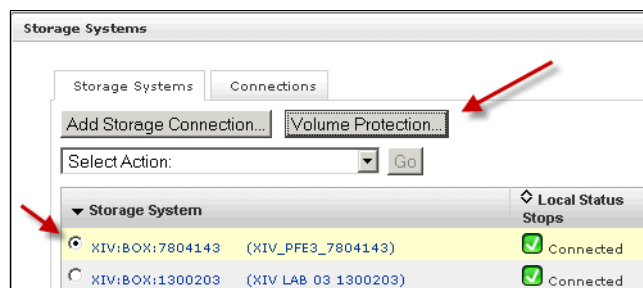 Storage Systems
Storage Systems Connections
Add Storage Connection... Volume Protection...
Select Action: Go
Storage System Local Status Stops
XIV:BOX:7804143 (XIV_PFE3_7804143) Connected
XIV:BOX:1300203 (XIV LAB 03 1300203) Connected